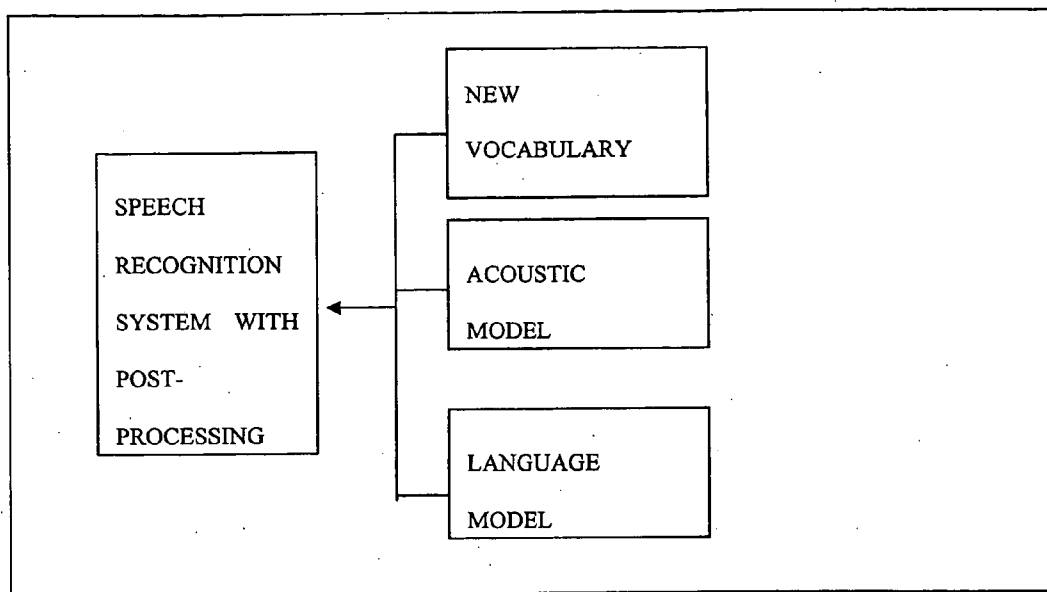 NEW
VOCABULARY
SPEECH
RECOGNITION
SYSTEM WITH
POST-
PROCESSING
ACOUSTIC
MODEL
LANGUAGE
MODEL